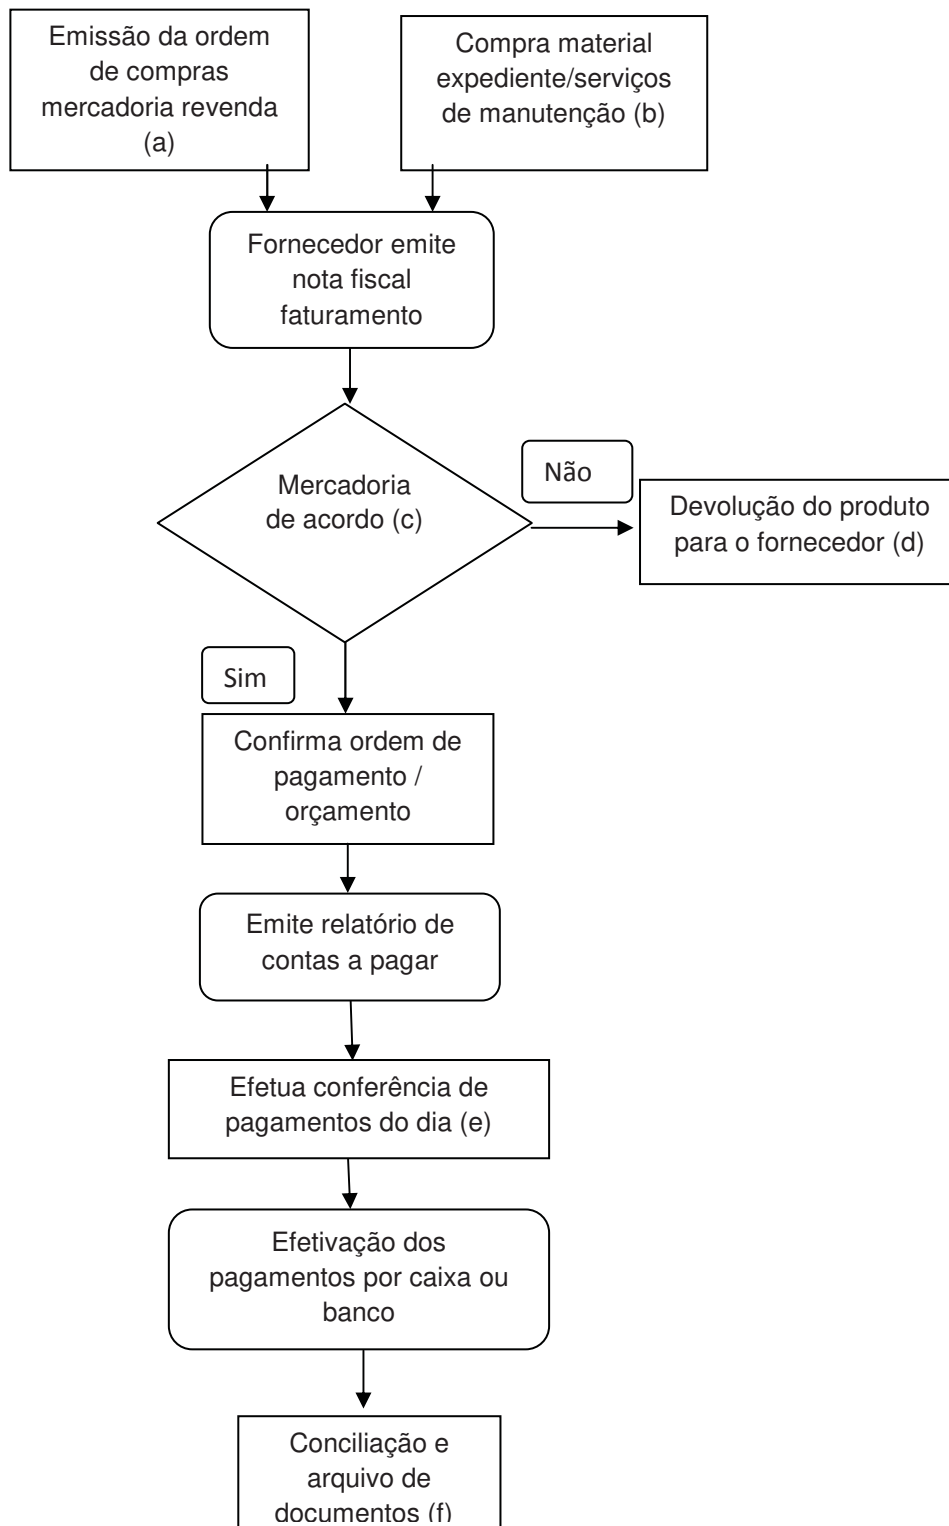 Emissão da ordem
de compras
mercadoria revenda
(a)
Compra material
expediente/serviços
de manutenção (b)
Fornecedor emite
nota fiscal
faturamento
Mercadoria
de acordo (c)
Não
Devolução do produto
para o fornecedor (d)
Sim
Confirma ordem de
pagamento /
orçamento
Emite relatório de
contas a pagar
Efetua conferência de
pagamentos do dia (e)
Efetivação dos
pagamentos por caixa ou
banco
Conciliação e
arquivo de
documentos (f)